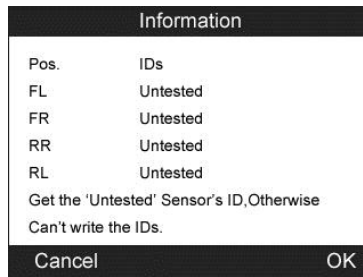 Information
Pos. IDs
FL Untested
FR Untested
RR Untested
RL Untested
Get the 'Untested' Sensor's ID,Otherwise
Can't write the IDs.
Cancel OK